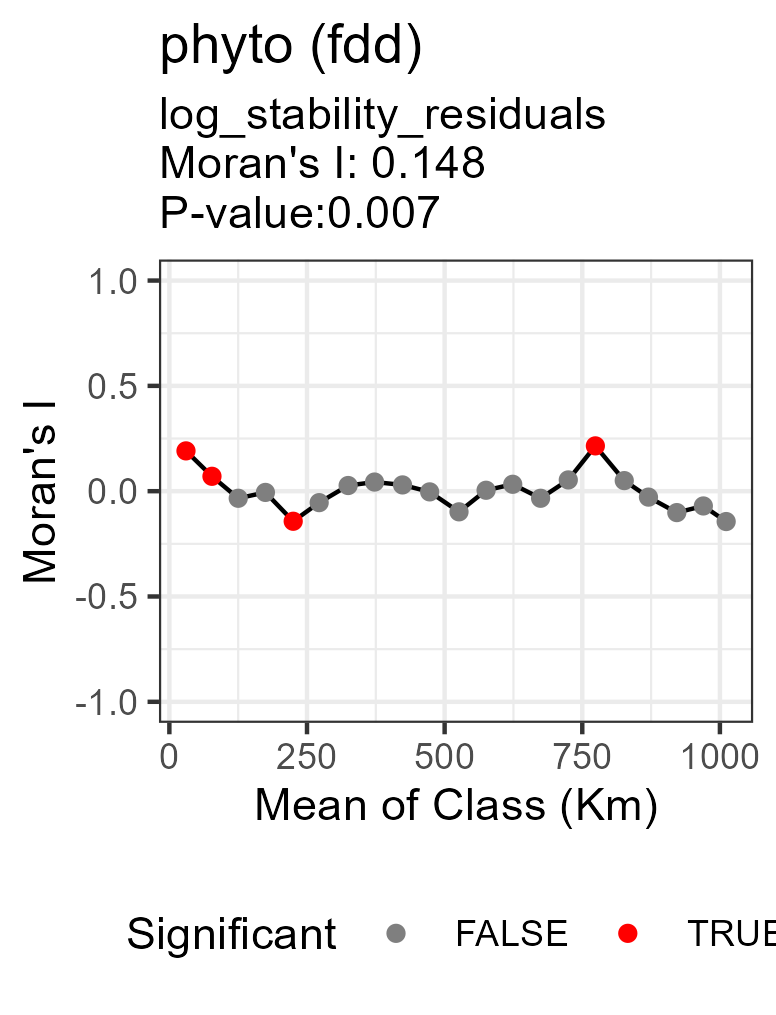 phyto (fdd)
log_stability_residuals
Moran's I: 0.148
P-value:0.007
1.0
0.5
0.0
-0.5
-1.0
Moran's I
0 250 500 750 1000
Mean of Class (Km)
Significant FALSE TRUE